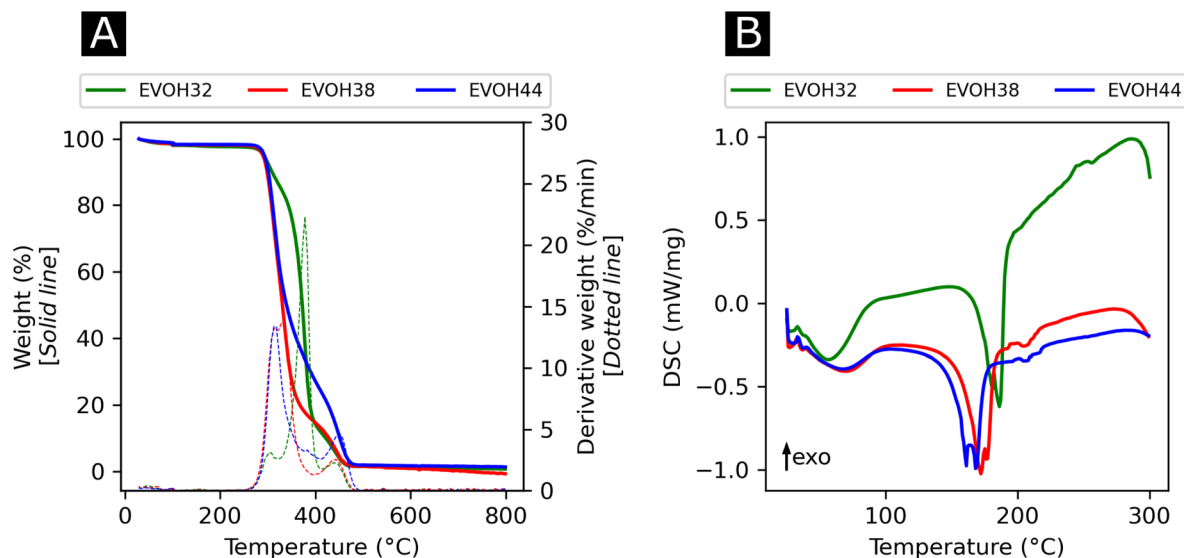 A
EVOH32 EVOH38 EVOH44
100
80
60
40
20
0
Weight (%)
[Solid line]
30
25
20
15
10
5
0
Derivative weight (%/min)
[Dotted line]
0 200 400 600 800
Temperature (°C)
B
EVOH32 EVOH38 EVOH44
1.0
0.5
0.0
−0.5
−1.0
DSC (mW/mg)
exo
100 200 300
Temperature (°C)